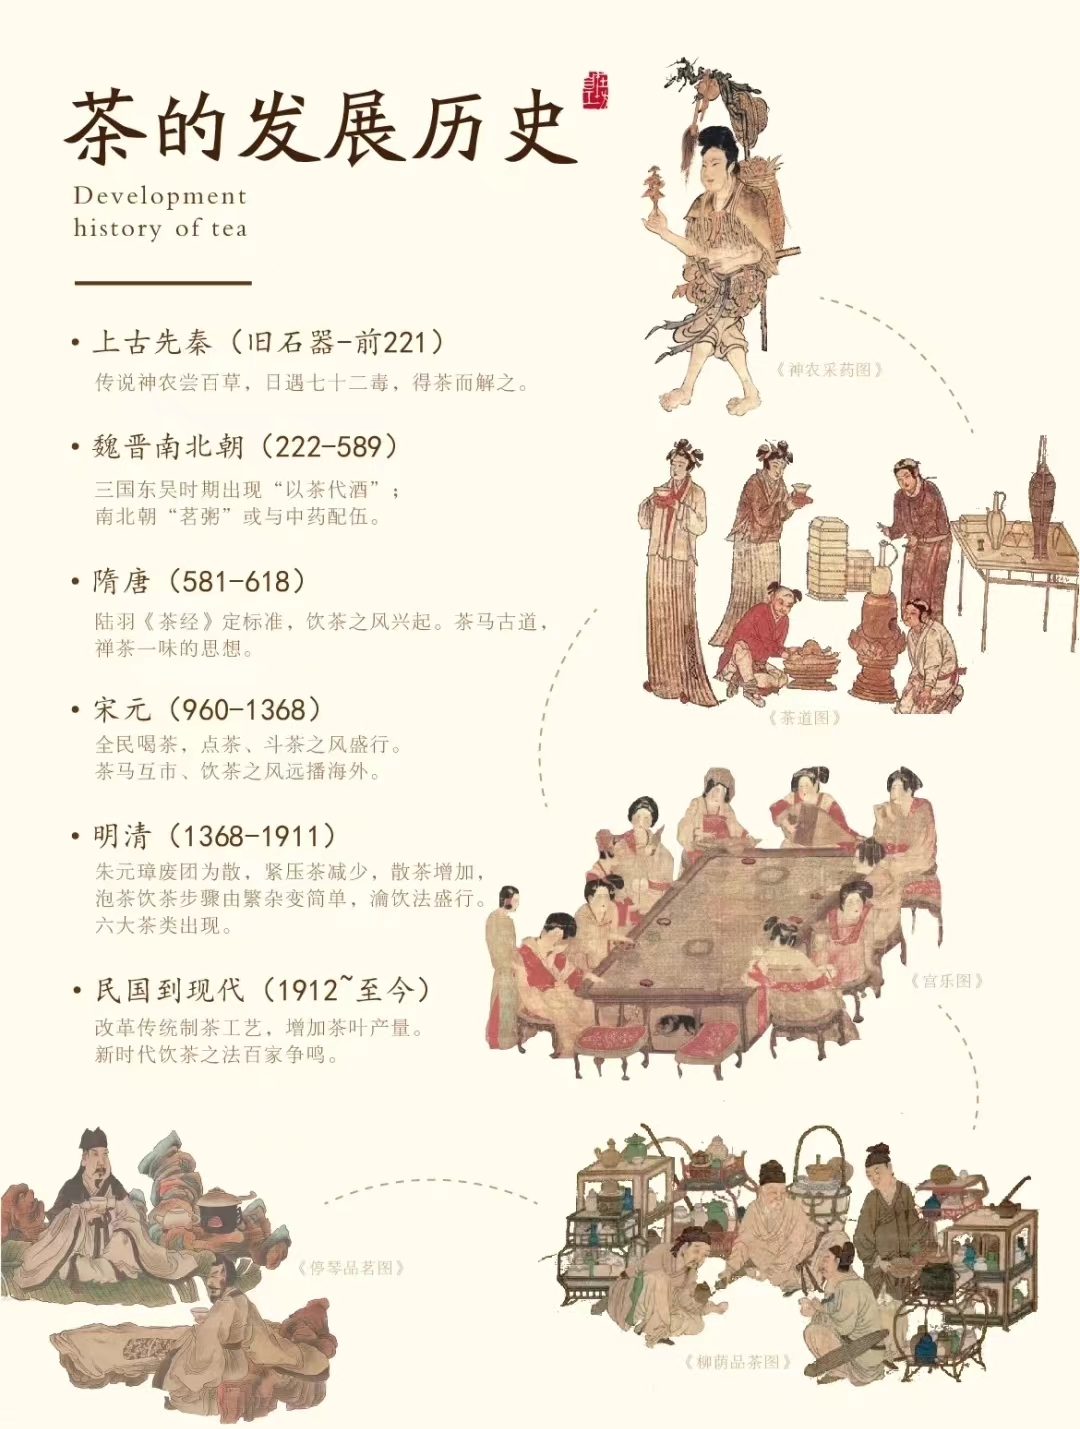 茶的发展历史
Development
history of tea
• 上古先秦（旧石器-前221）
传说神农尝百草，日遇七十二毒，得茶而解之。
• 魏晋南北朝（222-589）
三国东吴时期出现“以茶代酒”；
南北朝“茗粥”或与中药配伍。
• 隋唐（581-618）
陆羽《茶经》定标准，饮茶之风兴起。茶马古道，
禅茶一味的思想。
• 宋元（960-1368）
全民喝茶，点茶、斗茶之风盛行。
茶马互市、饮茶之风远播海外。
• 明清（1368-1911）
朱元璋废团为散，紧压茶减少，散茶增加，
泡茶饮茶步骤由繁杂变简单，瀹饮法盛行。
六大茶类出现。
• 民国到现代（1912~至今）
改革传统制茶工艺，增加茶叶产量。
新时代饮茶之法百家争鸣。
《神农采药图》
《茶道图》
《宫乐图》
《柳荫品茶图》
《停琴品茗图》